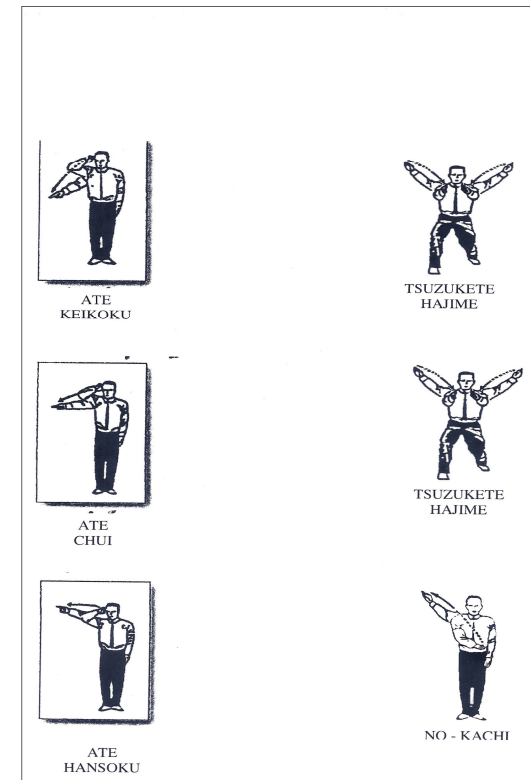 ATE
KEIKOKU
TSUZUKETE
HAJIME
ATE
CHUI
TSUZUKETE
HAJIME
ATE
HANSOKU
NO - KACHI